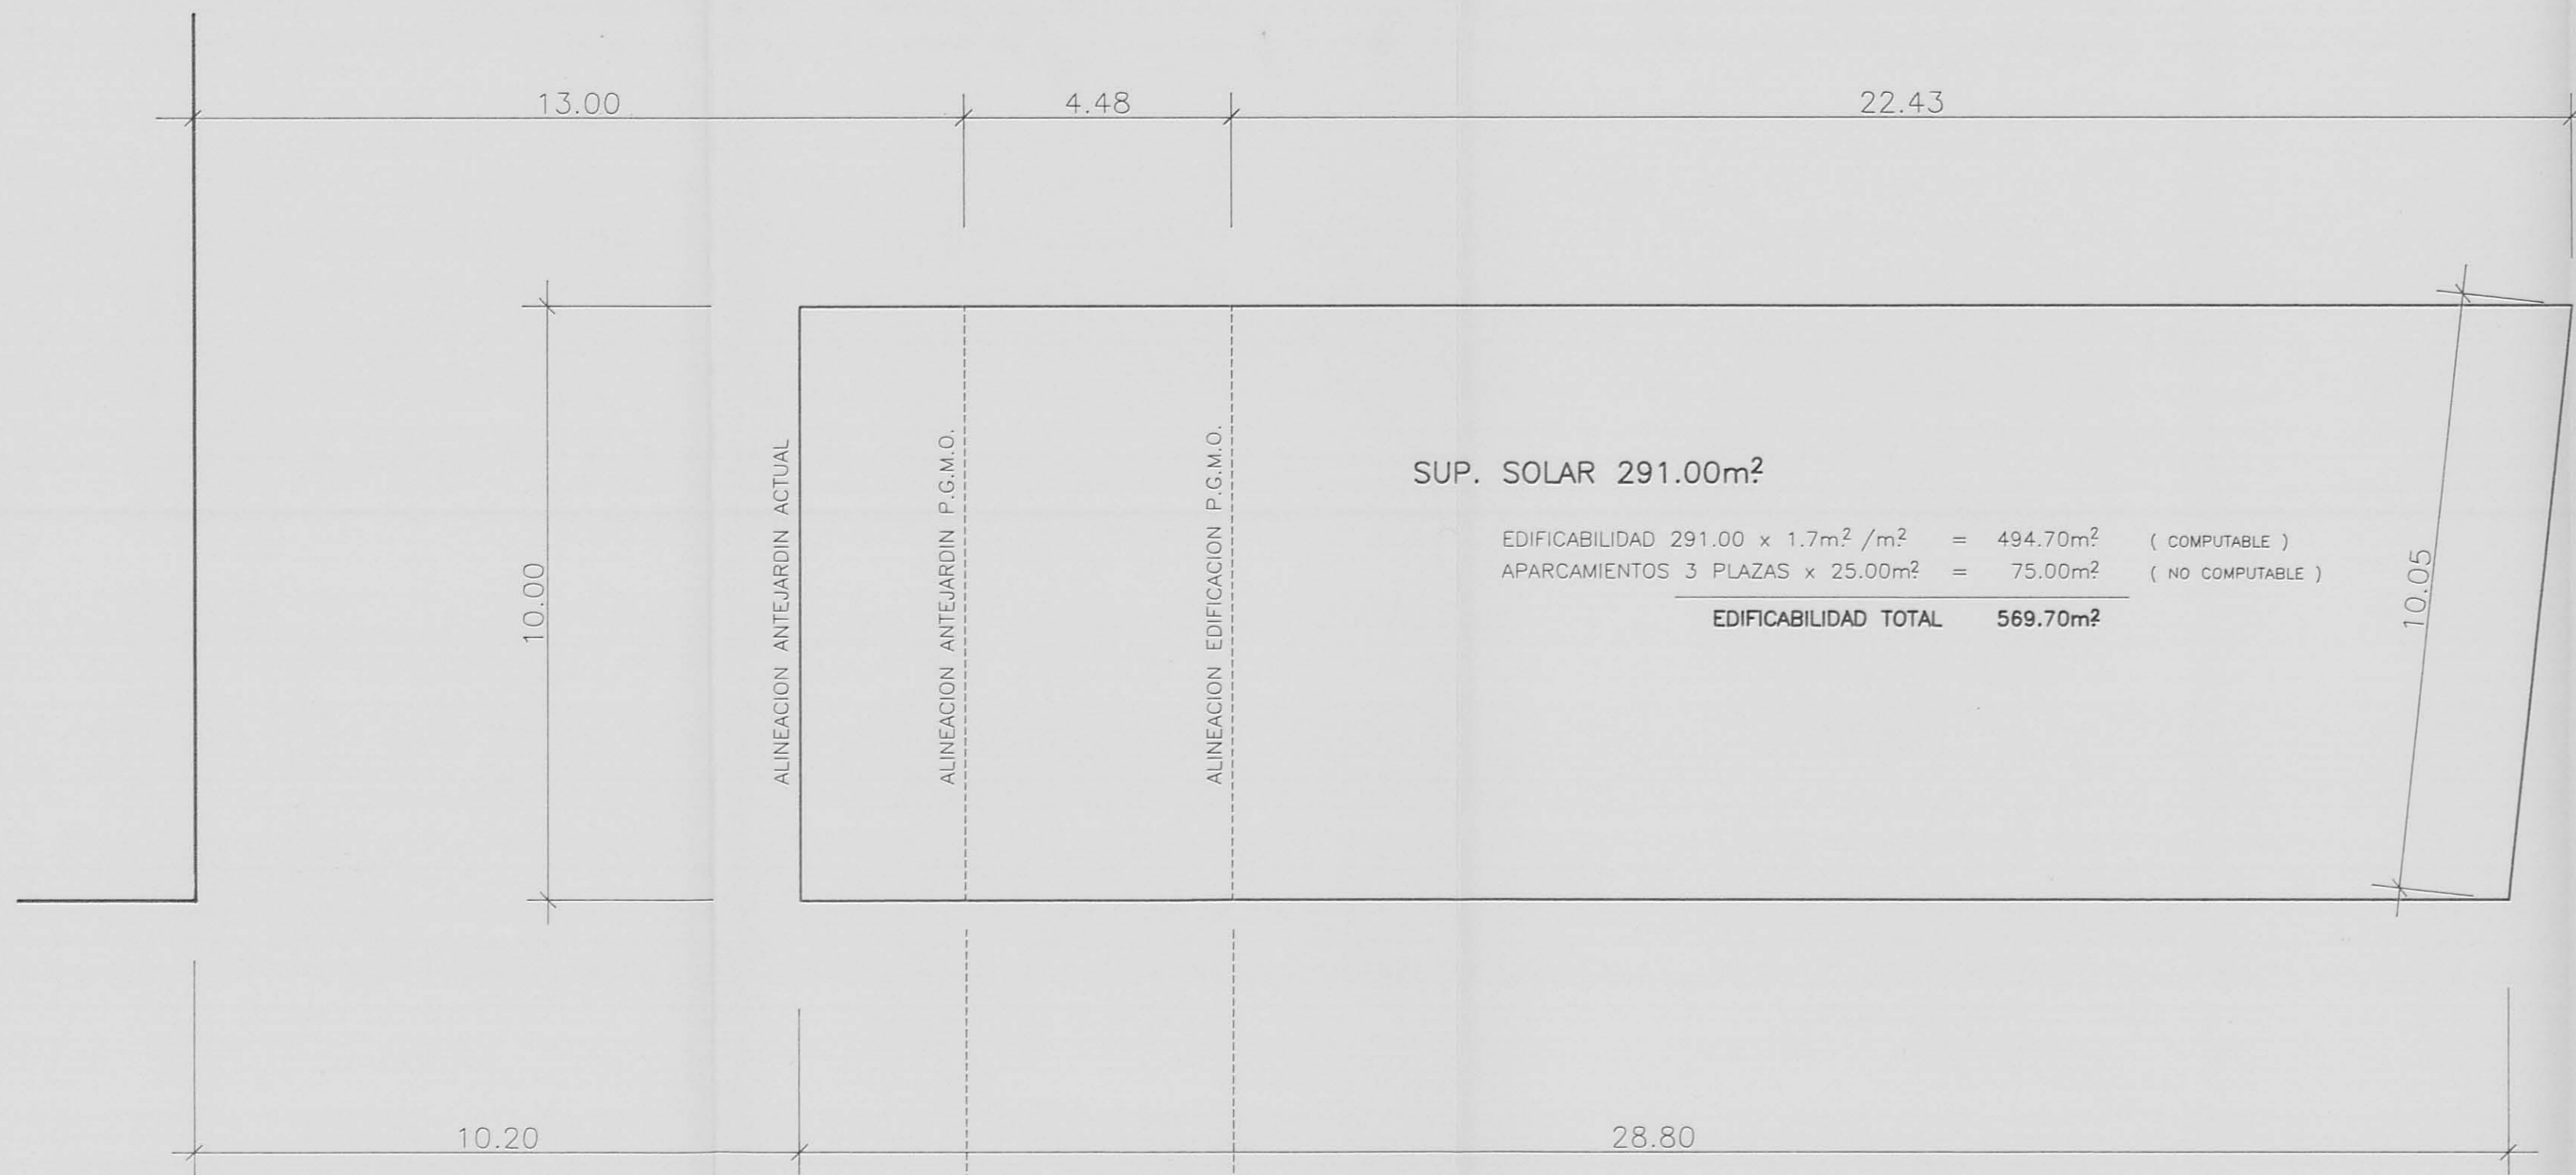 13.00
4.48
22.43
10.00
ALINEACION ANTEJARDIN ACTUAL
ALINEACION ANTEJARDIN P.G.M.O.
ALINEACION EDIFICACION P.G.M.O.
SUP. SOLAR 291.00m²
EDIFICABILIDAD 291.00 x 1.7m² /m² = 494.70m² ( COMPUTABLE )
APARCAMIENTOS 3 PLAZAS x 25.00m² = 75.00m² ( NO COMPUTABLE )
EDIFICABILIDAD TOTAL 569.70m²
10.05
10.20
28.80